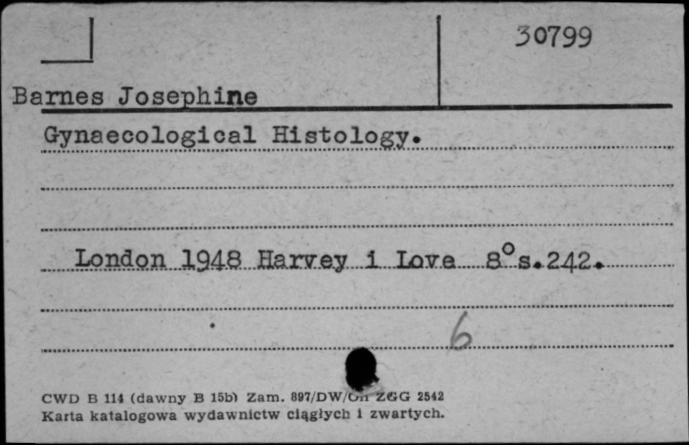 30799
Barnes Josephine
Gynaecological Histology.
London 1948 Harvey i Love 8° s.242.
6
CWD B 114 (dawny B 15b) Zam. 897/DW/ ZGG 2542
Karta katalogowa wydawnictw ciągłych i zwartych.